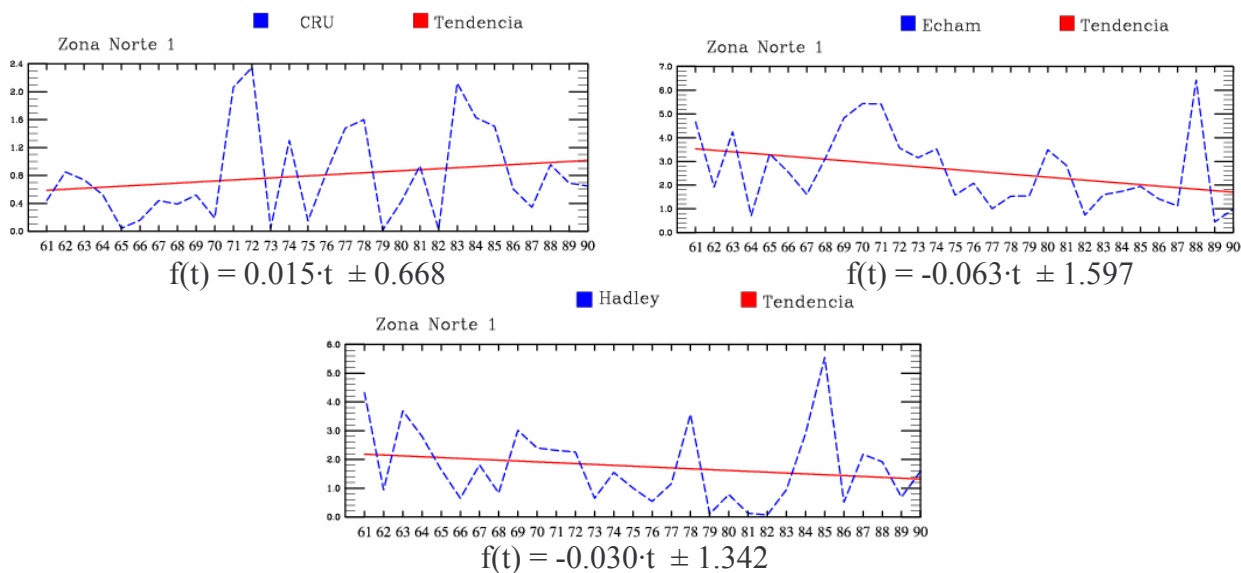 CRU Tendencia
Zona Norte 1
2.4
2.0
1.6
1.2
0.8
0.4
0.0
61 62 63 64 65 66 67 68 69 70 71 72 73 74 75 76 77 78 79 80 81 82 83 84 85 86 87 88 89 90
f(t) = 0.015·t ± 0.668
Echam Tendencia
Zona Norte 1
7.0
6.0
5.0
4.0
3.0
2.0
1.0
0.0
61 62 63 64 65 66 67 68 69 70 71 72 73 74 75 76 77 78 79 80 81 82 83 84 85 86 87 88 89 90
f(t) = -0.063·t ± 1.597
Hadley Tendencia
Zona Norte 1
6.0
5.0
4.0
3.0
2.0
1.0
0.0
61 62 63 64 65 66 67 68 69 70 71 72 73 74 75 76 77 78 79 80 81 82 83 84 85 86 87 88 89 90
f(t) = -0.030·t ± 1.342